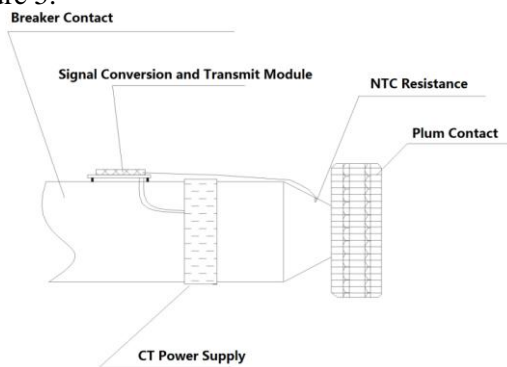 Breaker Contact
Signal Conversion and Transmit Module
NTC Resistance
Plum Contact
CT Power Supply